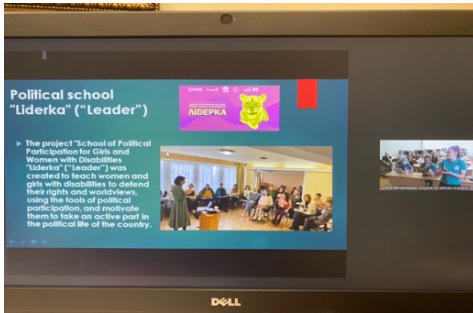 Political school
"Liderka" ("Leader")
The project "School of Political
Participation for Girls and
Women with Disabilities
"Liderka" ("Leader") was
created to teach women and
girls with disabilities to defend
their rights and worldviews,
using the tools of political
participation, and motivate
them to take an active part in
the political life of the country.
ЛІДЕРКА
DELL